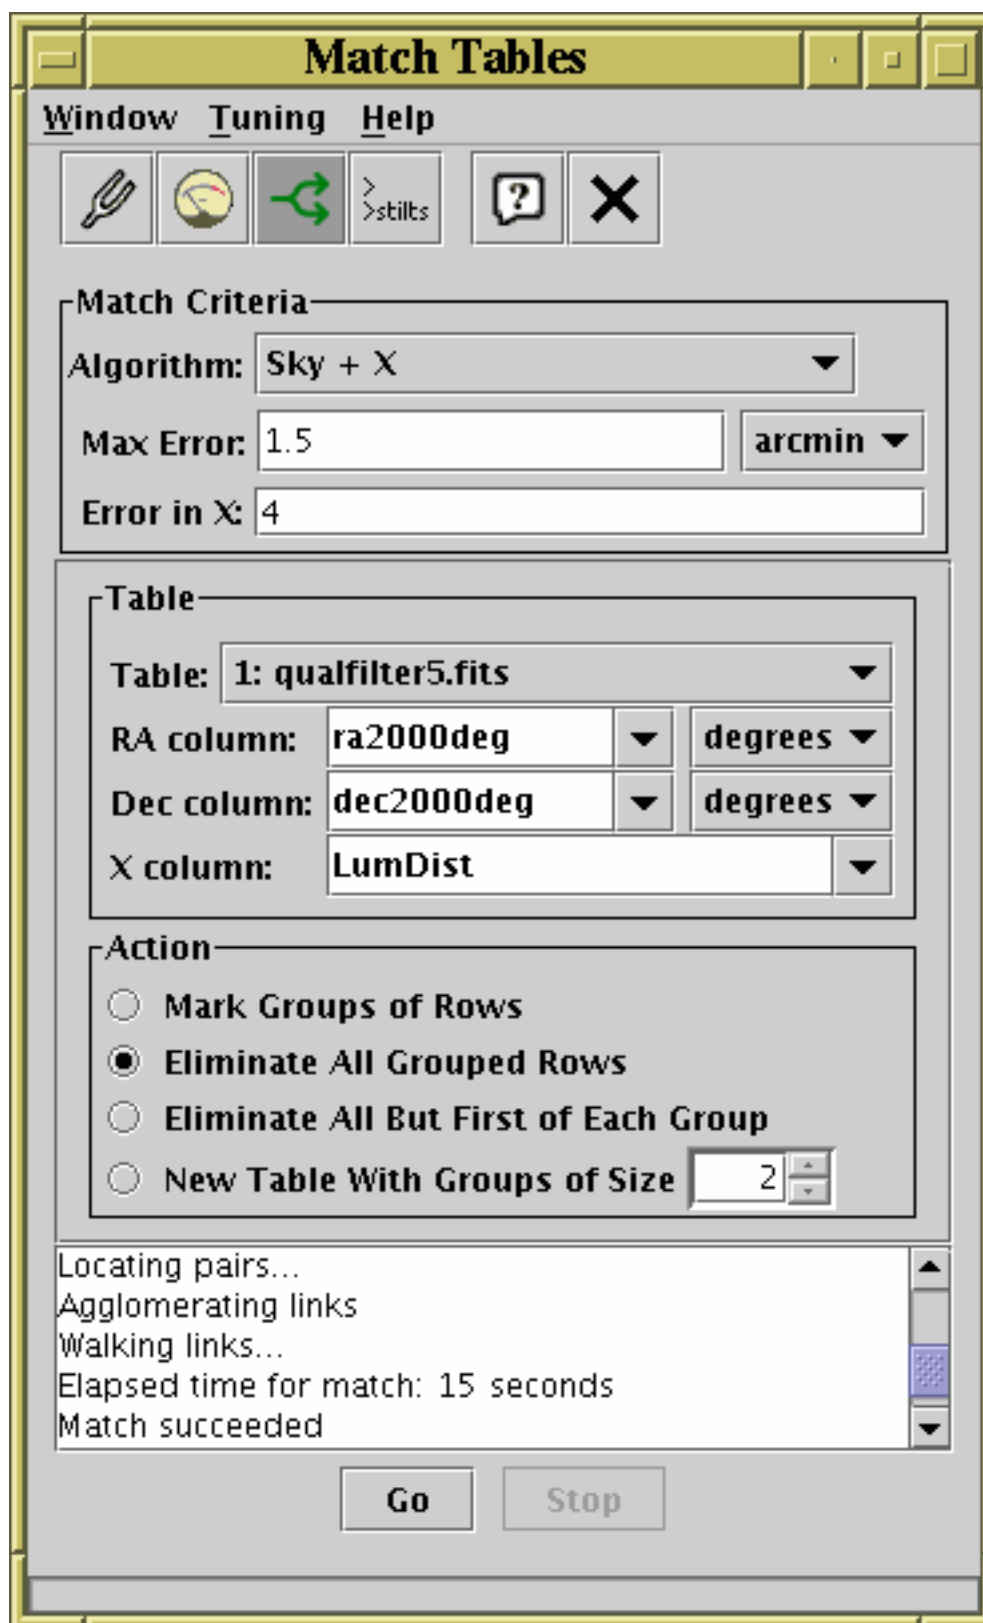 Match Tables
Window Tuning Help
>
>stilts
?
Match Criteria
Algorithm: Sky + X
Max Error: 1.5 arcmin
Error in X: 4
Table
Table: 1: qualfilter5.fits
RA column: ra2000deg degrees
Dec column: dec2000deg degrees
X column: LumDist
Action
Mark Groups of Rows
Eliminate All Grouped Rows
Eliminate All But First of Each Group
New Table With Groups of Size 2
Locating pairs...
Agglomerating links
Walking links...
Elapsed time for match: 15 seconds
Match succeeded
Go Stop